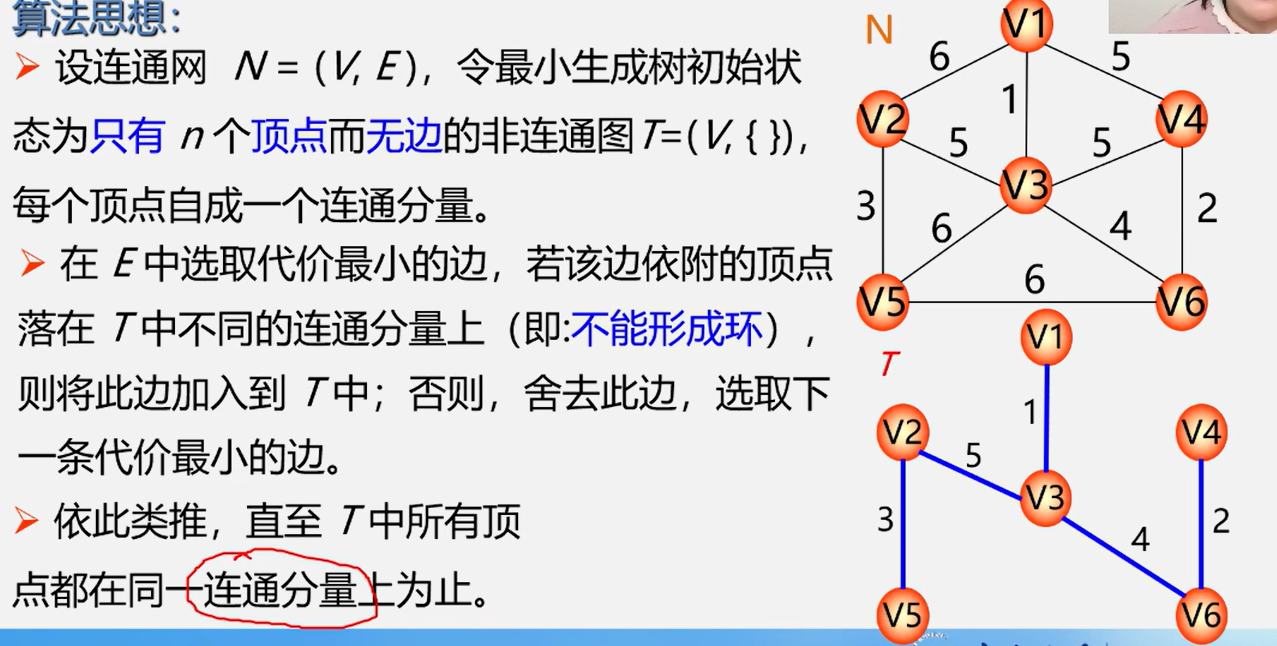 算法思想:
➢ 设连通网 N = (V, E ),令最小生成树初始状
态为只有 n 个顶点而无边的非连通图T=(V, { }),
每个顶点自成一个连通分量。
➢ 在 E 中选取代价最小的边,若该边依附的顶点
落在 T 中不同的连通分量上(即:不能形成环),
则将此边加入到 T 中;否则,舍去此边,选取下
一条代价最小的边。
➢ 依此类推,直至 T 中所有顶
点都在同一连通分量上为止。
N
V1
6 5
1
V2 V4
5 5
V3
3 2
6 4
6
V5 V6
T
V1
1
V2 V4
5
V3
3 2
4
V5 V6